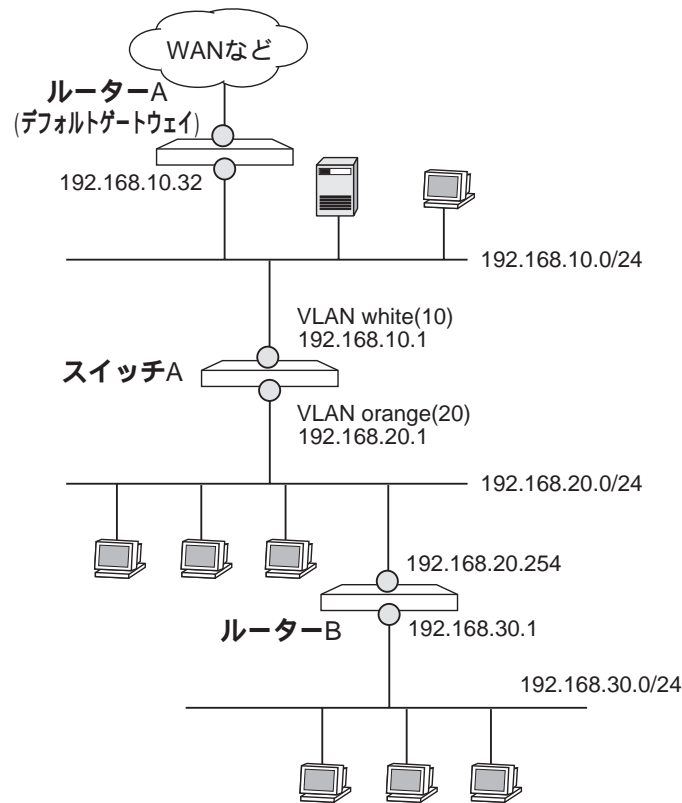 WANなど
ルーターA
(デフォルトゲートウェイ)
192.168.10.32
192.168.10.0/24
VLAN white(10)
192.168.10.1
スイッチA
VLAN orange(20)
192.168.20.1
192.168.20.0/24
192.168.20.254
ルーターB
192.168.30.1
192.168.30.0/24